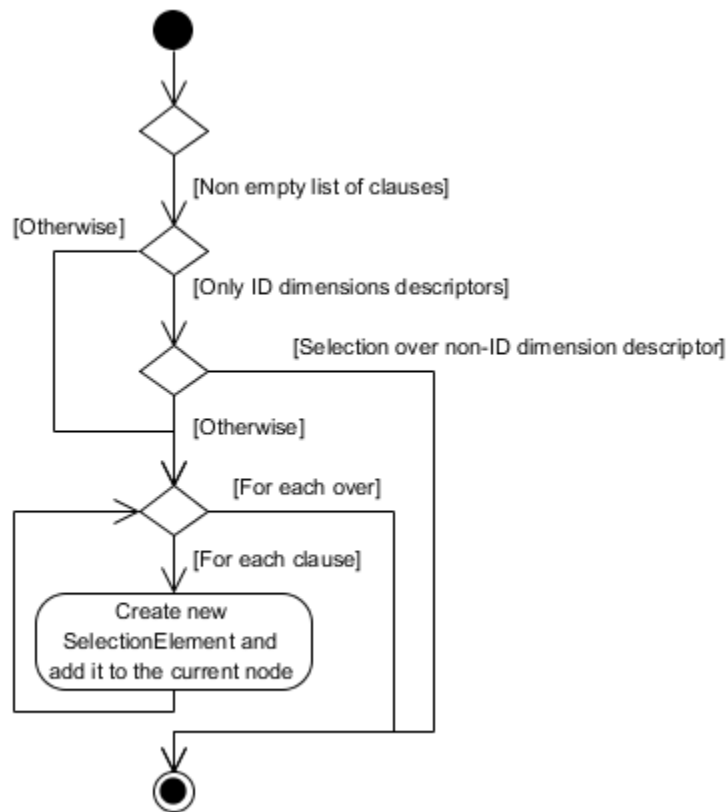 [Non empty list of clauses]
[Otherwise]
[Only ID dimensions descriptors]
[Selection over non-ID dimension descriptor]
[Otherwise]
[For each over]
[For each clause]
Create new
SelectionElement and
add it to the current node